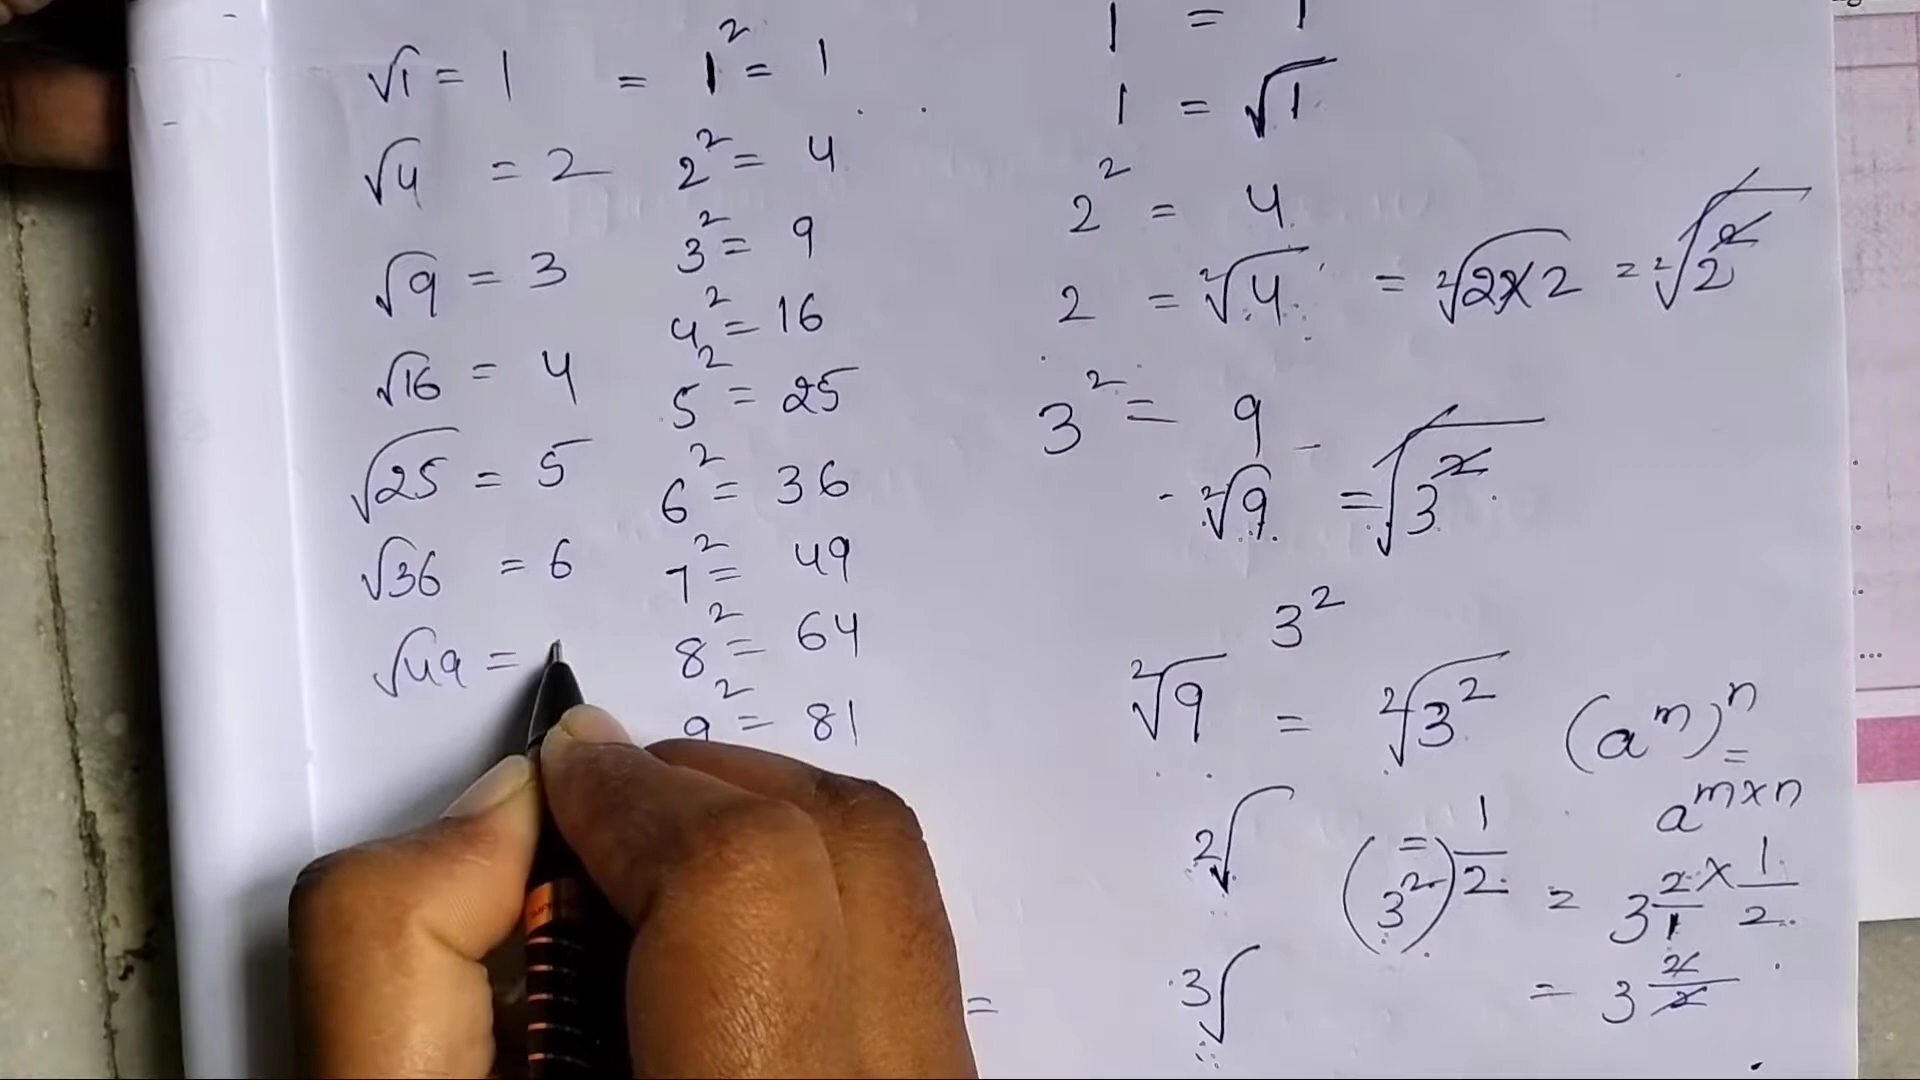 √1 = 1 = 1² = 1
√4 = 2 2² = 4
√9 = 3 3² = 9
√16 = 4 4² = 16
√25 = 5 5² = 25
√36 = 6 6² = 36
√49 = 7² = 49
8² = 64
9² = 81
=
1 = 1
1 = √1
2² = 4
2 = ²√4 = ²√2×2 = ²√2²
3² = 9
²√9 = √3²
3²
²√9 = ²√3²
(aᵐ)ⁿ =
aᵐˣⁿ
²√ = (3²)^1/2 = 3^2/1 × 1/2
³√ = 3^2/2